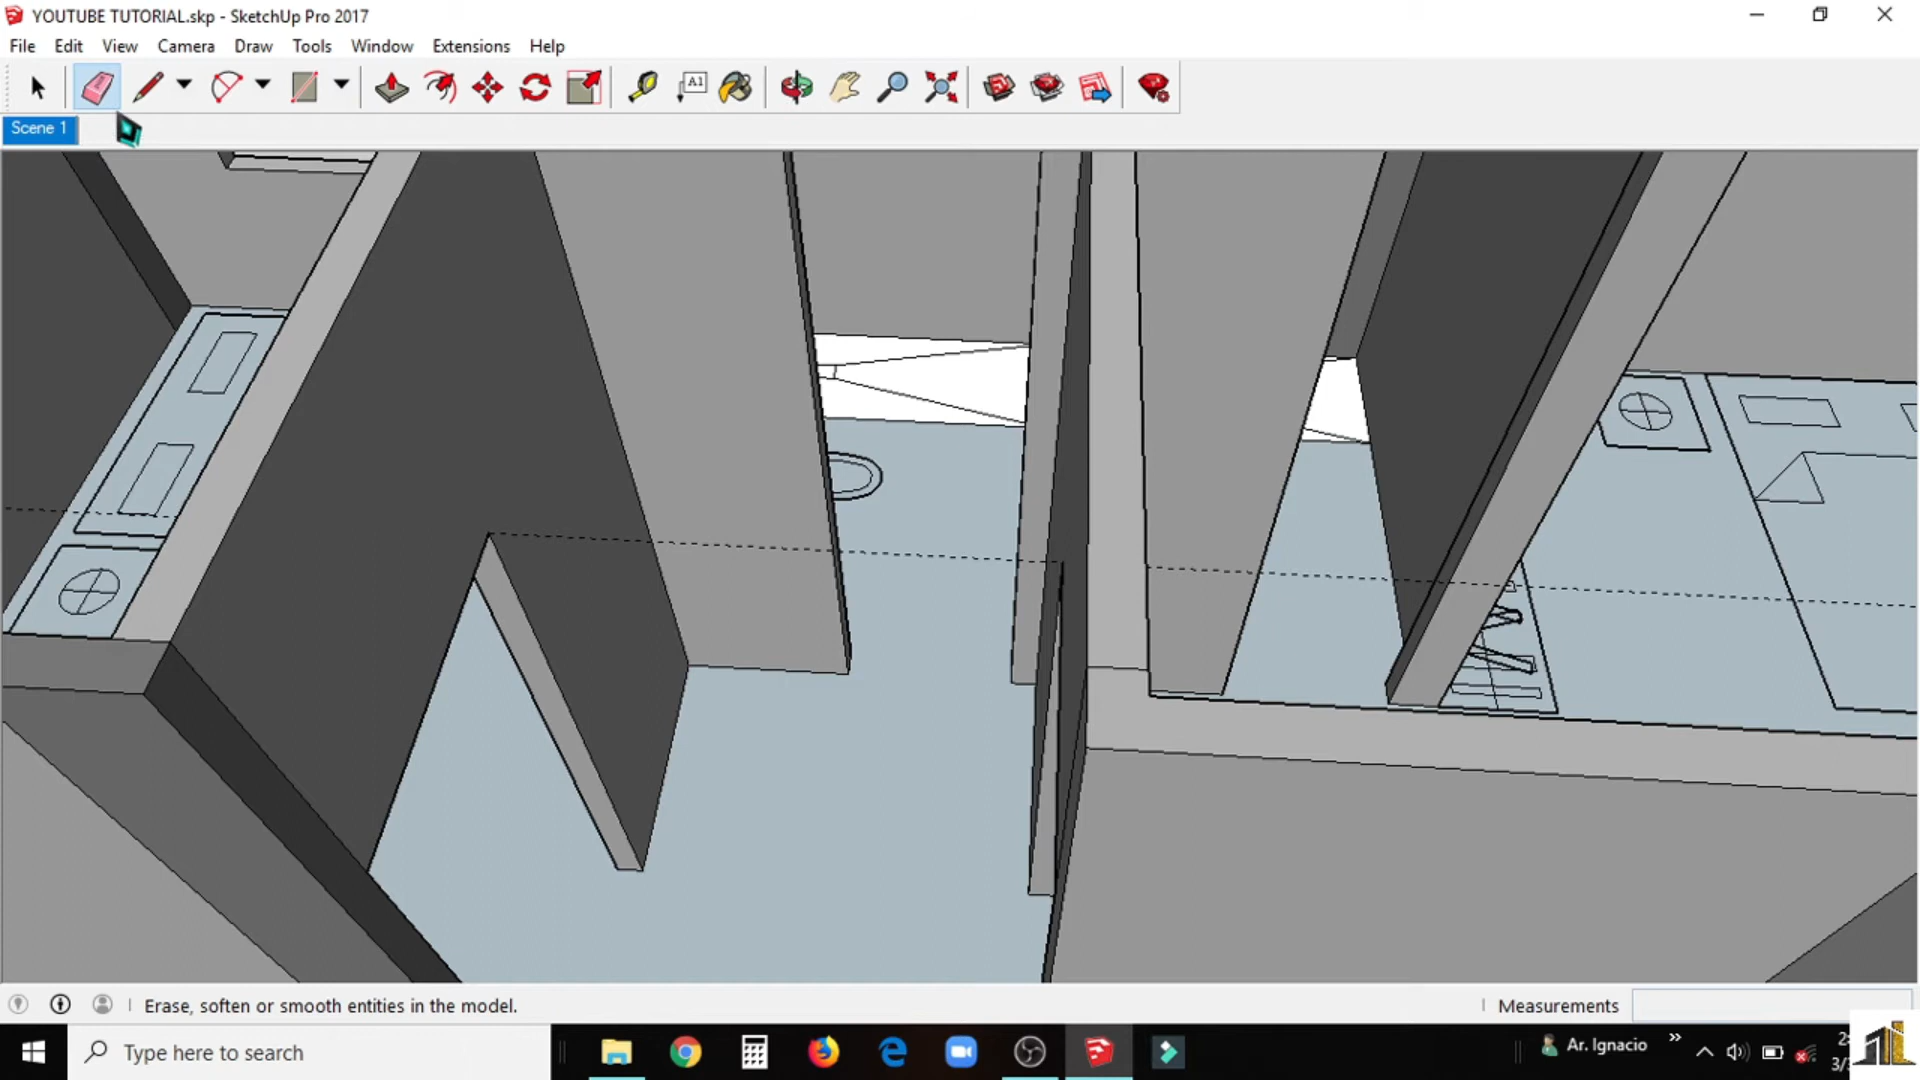 YOUTUBE TUTORIAL.skp - SketchUp Pro 2017
File Edit View Camera Draw Tools Window Extensions Help
A1
Scene 1
Erase, soften or smooth entities in the model.
Measurements
Type here to search
Ar. Ignacio